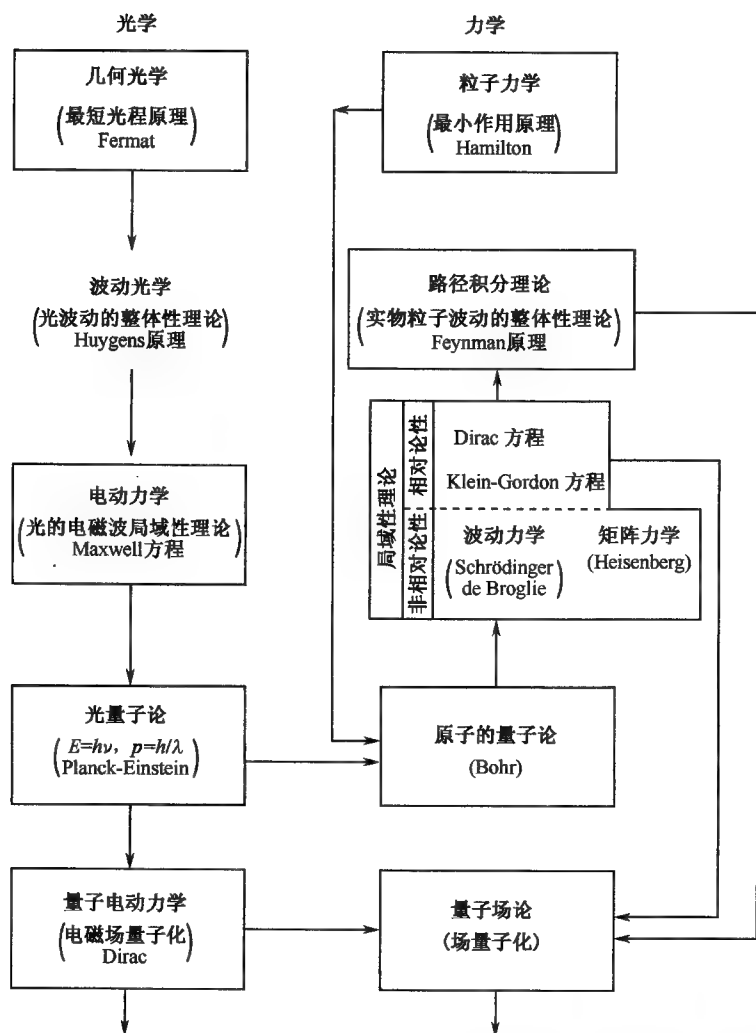 光学
力学
几何光学
(最短光程原理)
Fermat
粒子力学
(最小作用原理)
Hamilton
波动光学
(光波动的整体性理论)
Huygens原理
路径积分理论
(实物粒子波动的整体性理论)
Feynman原理
电动力学
(光的电磁波局域性理论)
Maxwell方程
局域性理论
相对论性
Dirac 方程
Klein-Gordon 方程
非相对论性
波动力学
(Schrödinger
de Broglie)
矩阵力学
(Heisenberg)
光量子论
(E=hν, p=h/λ)
Planck-Einstein
原子的量子论
(Bohr)
量子电动力学
(电磁场量子化)
Dirac
量子场论
(场量子化)